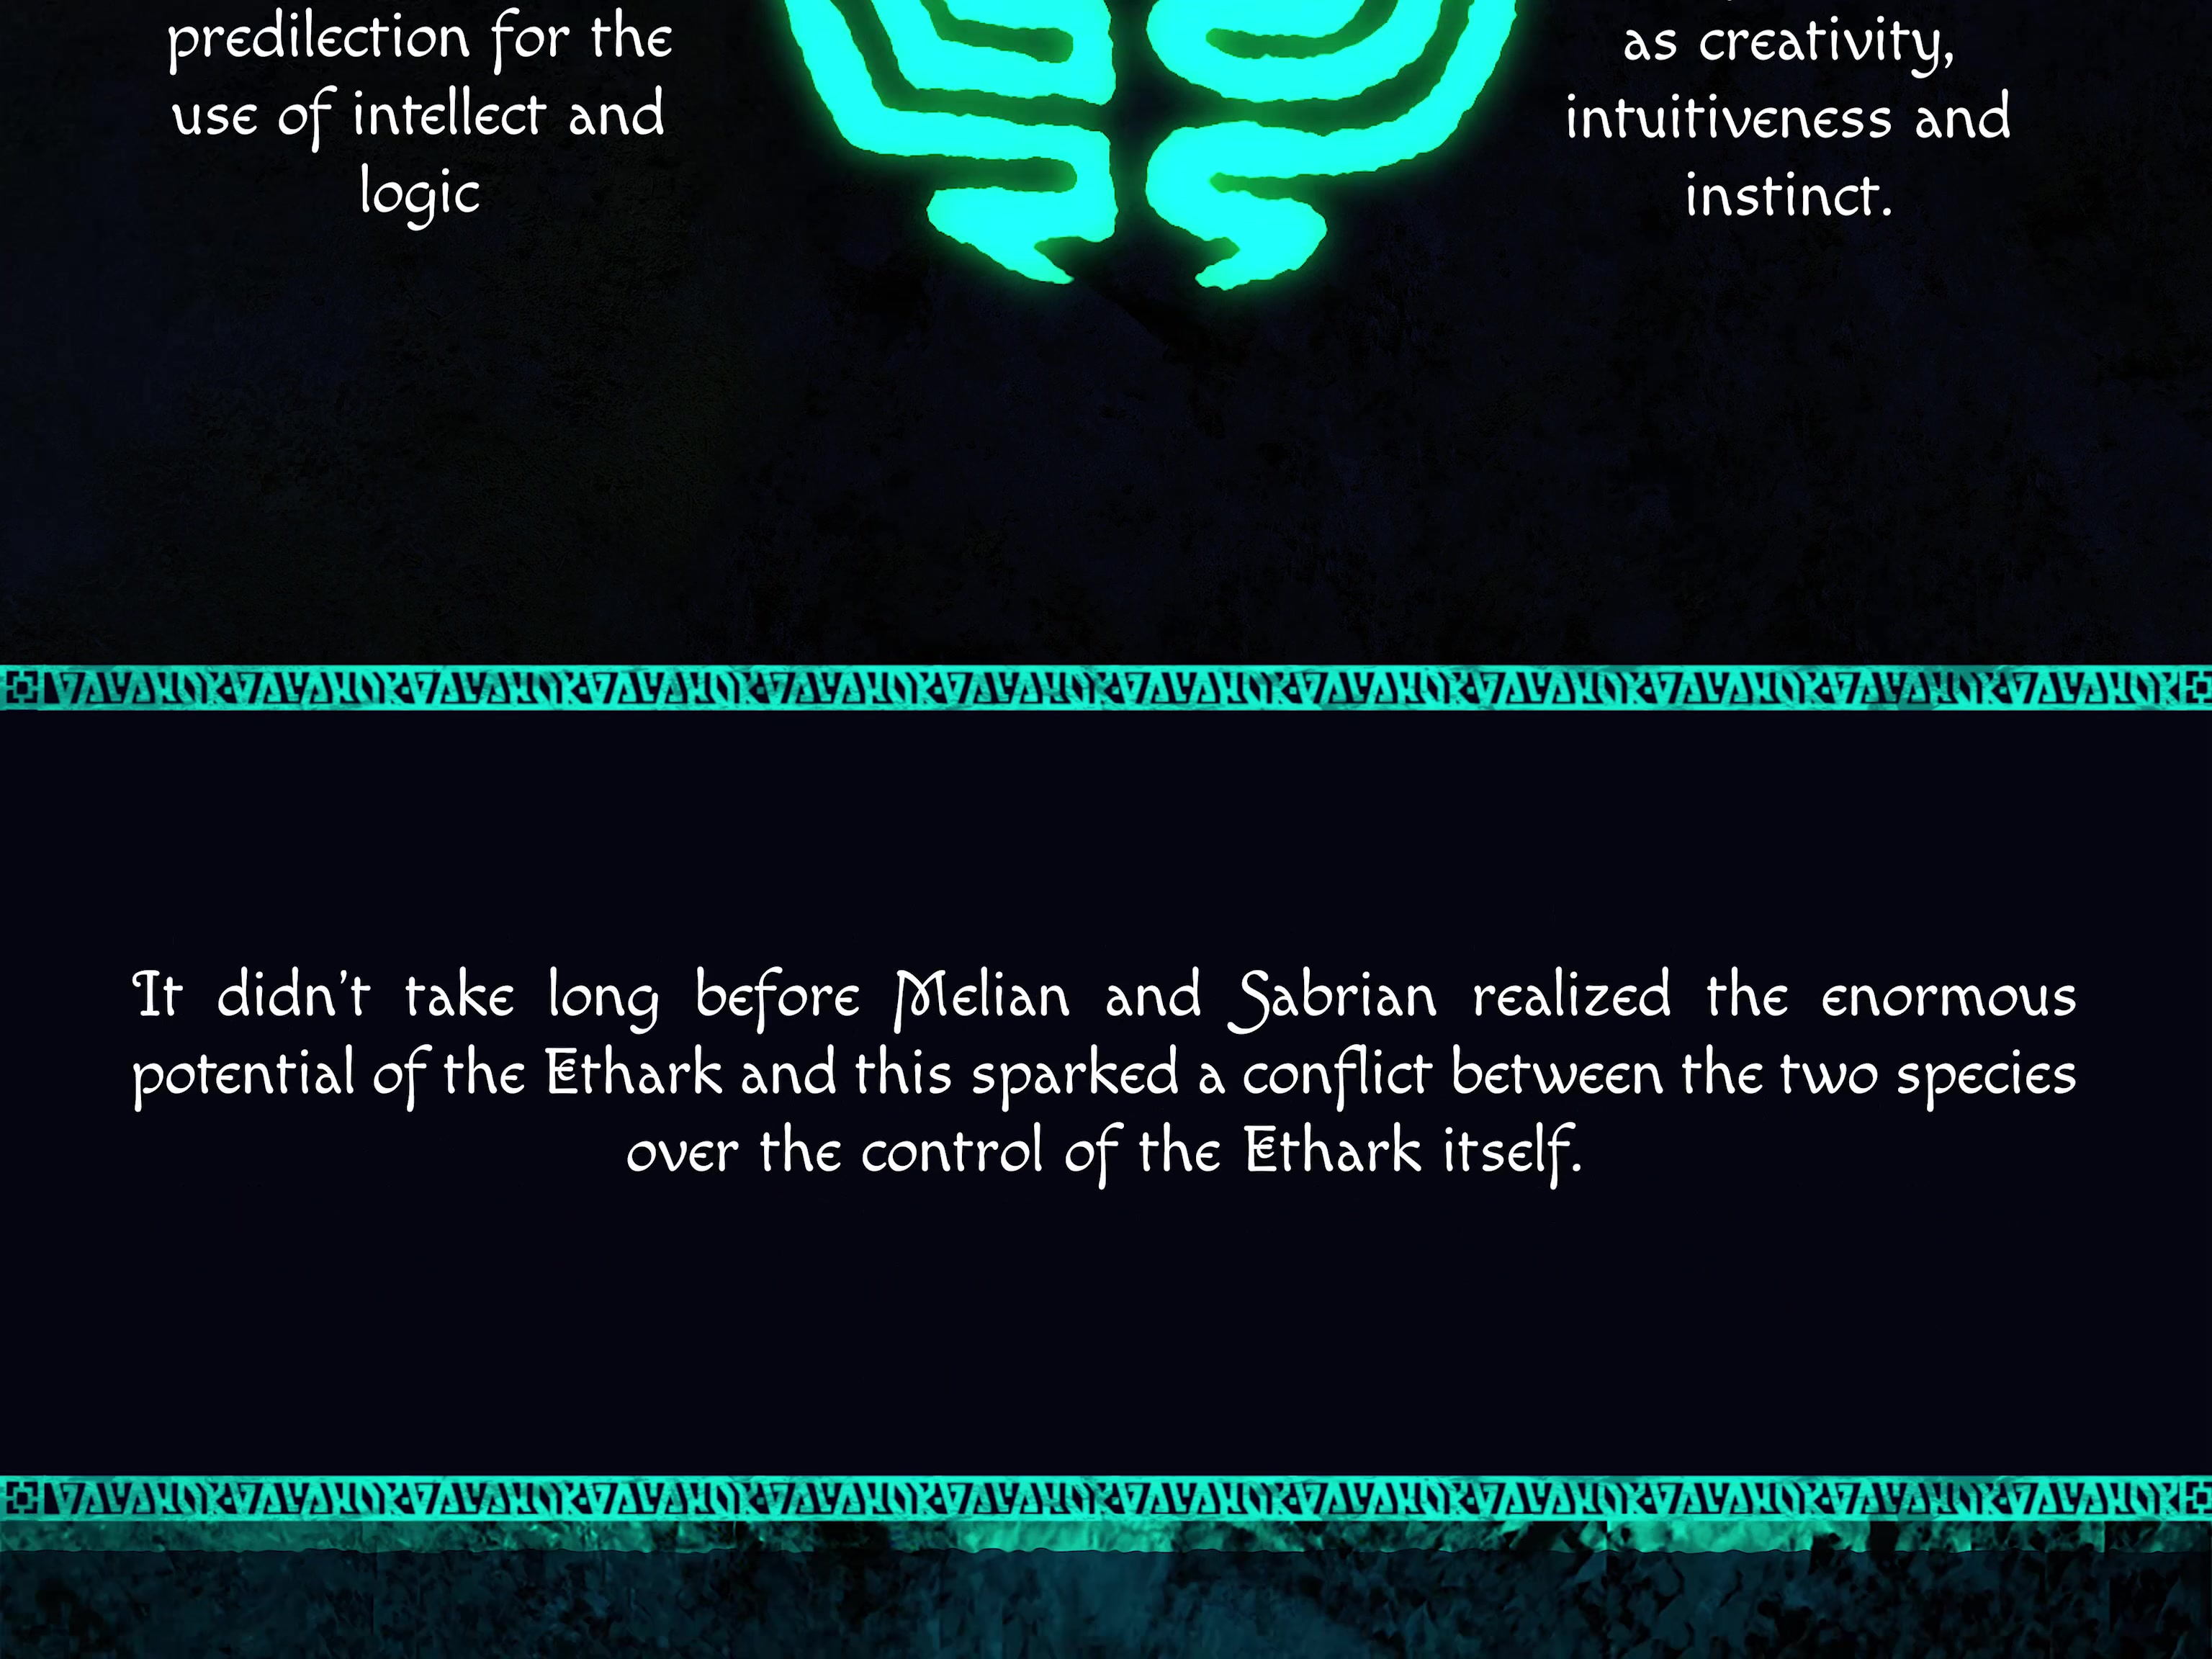 predilection for the
use of intellect and
logic
as creativity,
intuitiveness and
instinct.
It didn't take long before Melian and Sabrian realized the enormous
potential of the Ethark and this sparked a conflict between the two species
over the control of the Ethark itself.